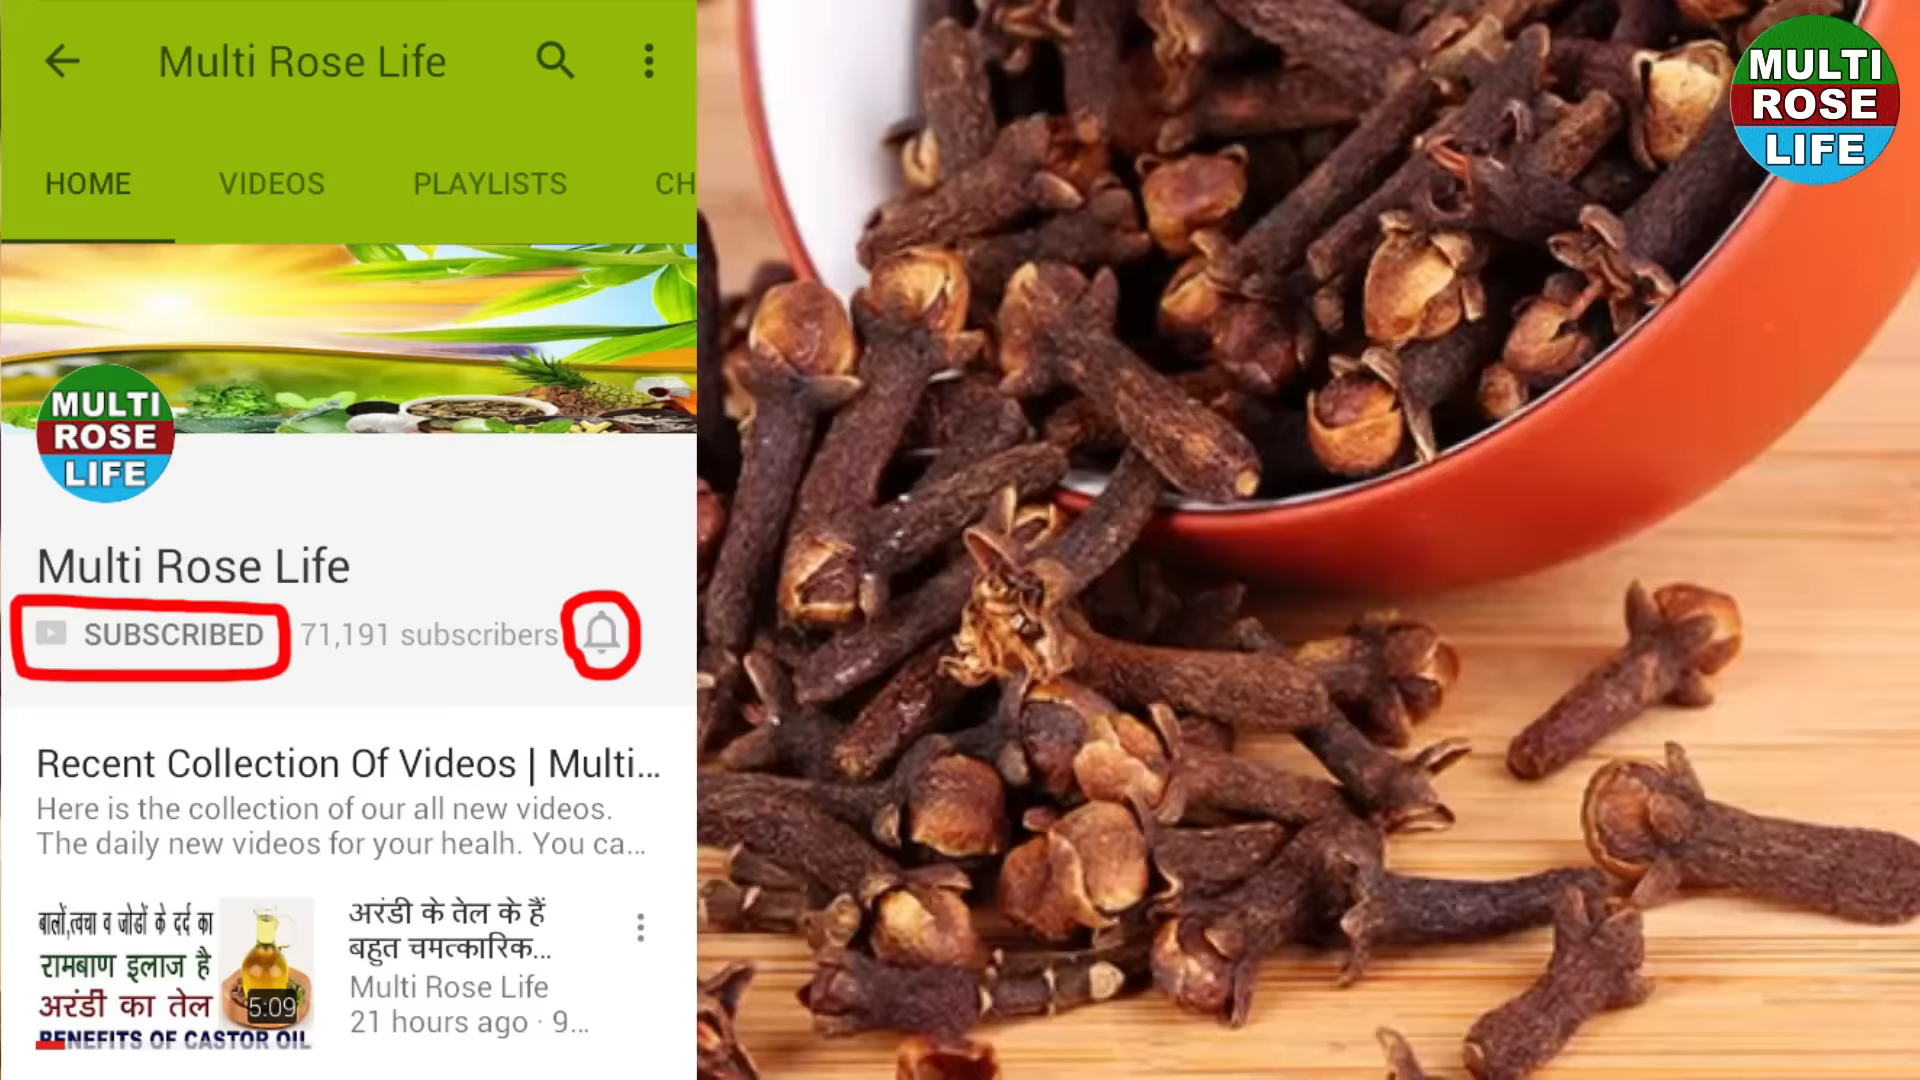 Multi Rose Life
HOME VIDEOS PLAYLISTS CH
MULTI
ROSE
LIFE
Multi Rose Life
SUBSCRIBED 71,191 subscribers
Recent Collection Of Videos | Multi...
Here is the collection of our all new videos.
The daily new videos for your healh. You ca...
बालों,त्वचा व जोडों के दर्द का
रामबाण इलाज है
अरंडी का तेल
BENEFITS OF CASTOR OIL
5:09
अरंडी के तेल के हैं
बहुत चमत्कारिक...
Multi Rose Life
21 hours ago · 9...
MULTI
ROSE
LIFE